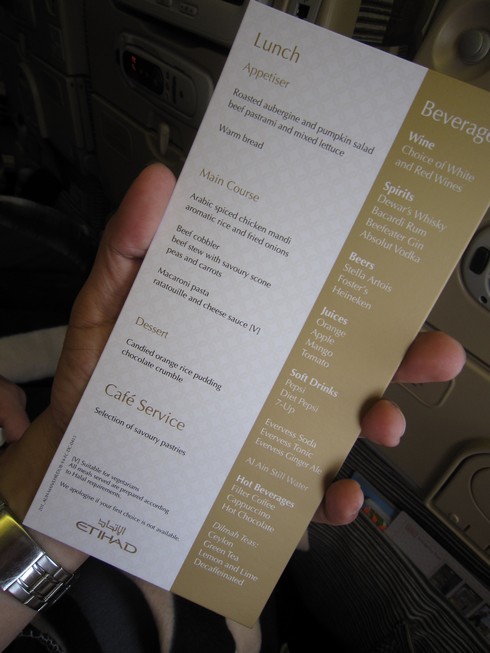 Lunch
Appetiser
Roasted aubergine and pumpkin salad
beef pastrami and mixed lettuce
Warm bread
Main Course
Arabic spiced chicken mandi
aromatic rice and fried onions
Beef cobbler
beef stew with savoury scone
peas and carrots
Macaroni pasta
ratatouille and cheese sauce [V]
Dessert
Candied orange rice pudding
chocolate crumble
Café Service
Selection of savoury pastries
[V] Suitable for vegetarians
All meals served are prepared according
to Halal requirements.
We apologise if your first choice is not available.
الإتحاد
ETIHAD
Beverage
Wine
Choice of White
and Red Wines
Spirits
Dewar's Whisky
Bacardi Rum
Beefeater Gin
Absolut Vodka
Beers
Stella Artois
Foster's
Heineken
Juices
Orange
Apple
Mango
Tomato
Soft Drinks
Pepsi
Diet Pepsi
7-Up
Evervess Soda
Evervess Tonic
Evervess Ginger Ale
Al Ain Still Water
Hot Beverages
Filter Coffee
Cappuccino
Hot Chocolate
Dilmah Teas:
Ceylon
Green Tea
Lemon and Lime
Decaffeinated